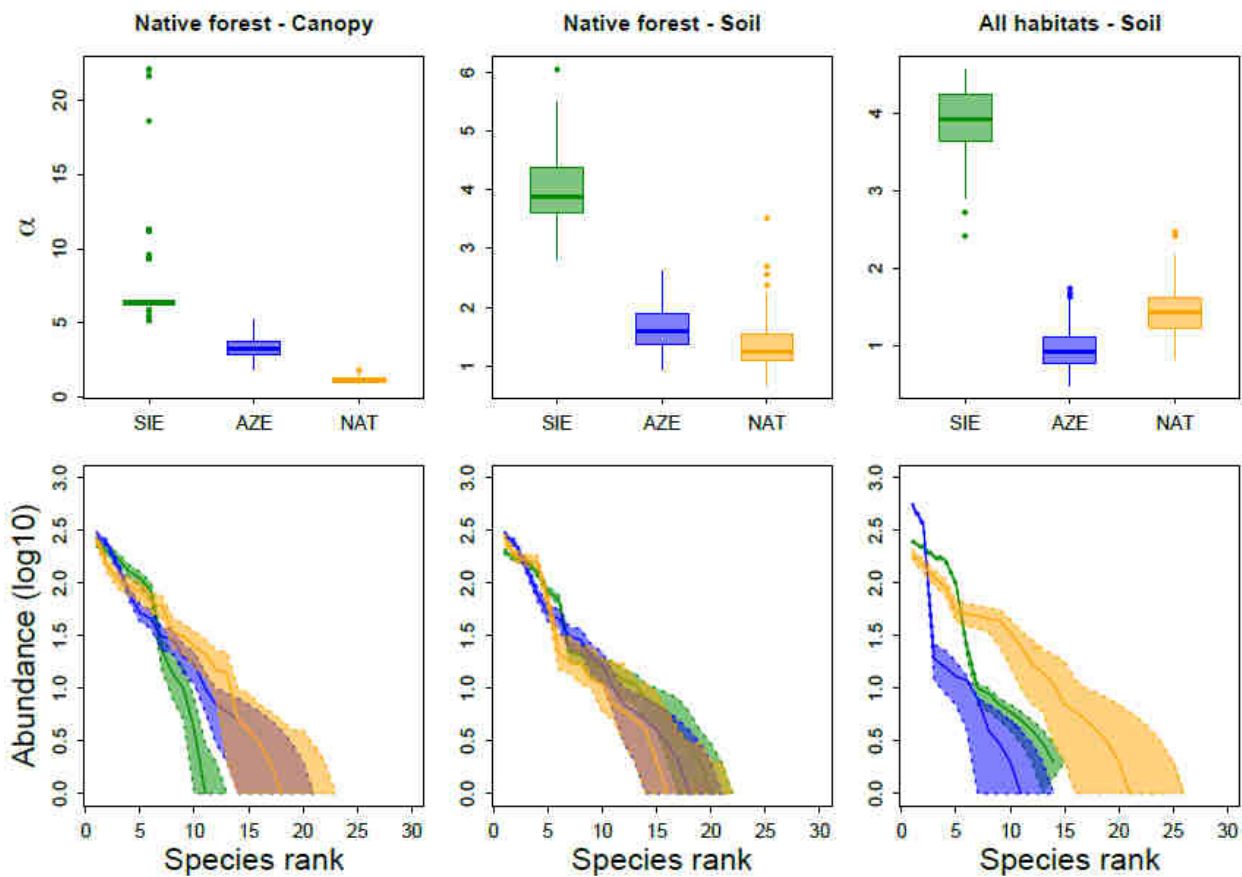 Native forest - Canopy
Native forest - Soil
All habitats - Soil
α
0 5 10 15 20
1 2 3 4 5 6
1 2 3 4
SIE AZE NAT
SIE AZE NAT
SIE AZE NAT
Abundance (log10)
0.0 0.5 1.0 1.5 2.0 2.5 3.0
0.0 0.5 1.0 1.5 2.0 2.5 3.0
0.0 0.5 1.0 1.5 2.0 2.5 3.0
0 5 10 15 20 25 30
0 5 10 15 20 25 30
0 5 10 15 20 25 30
Species rank
Species rank
Species rank